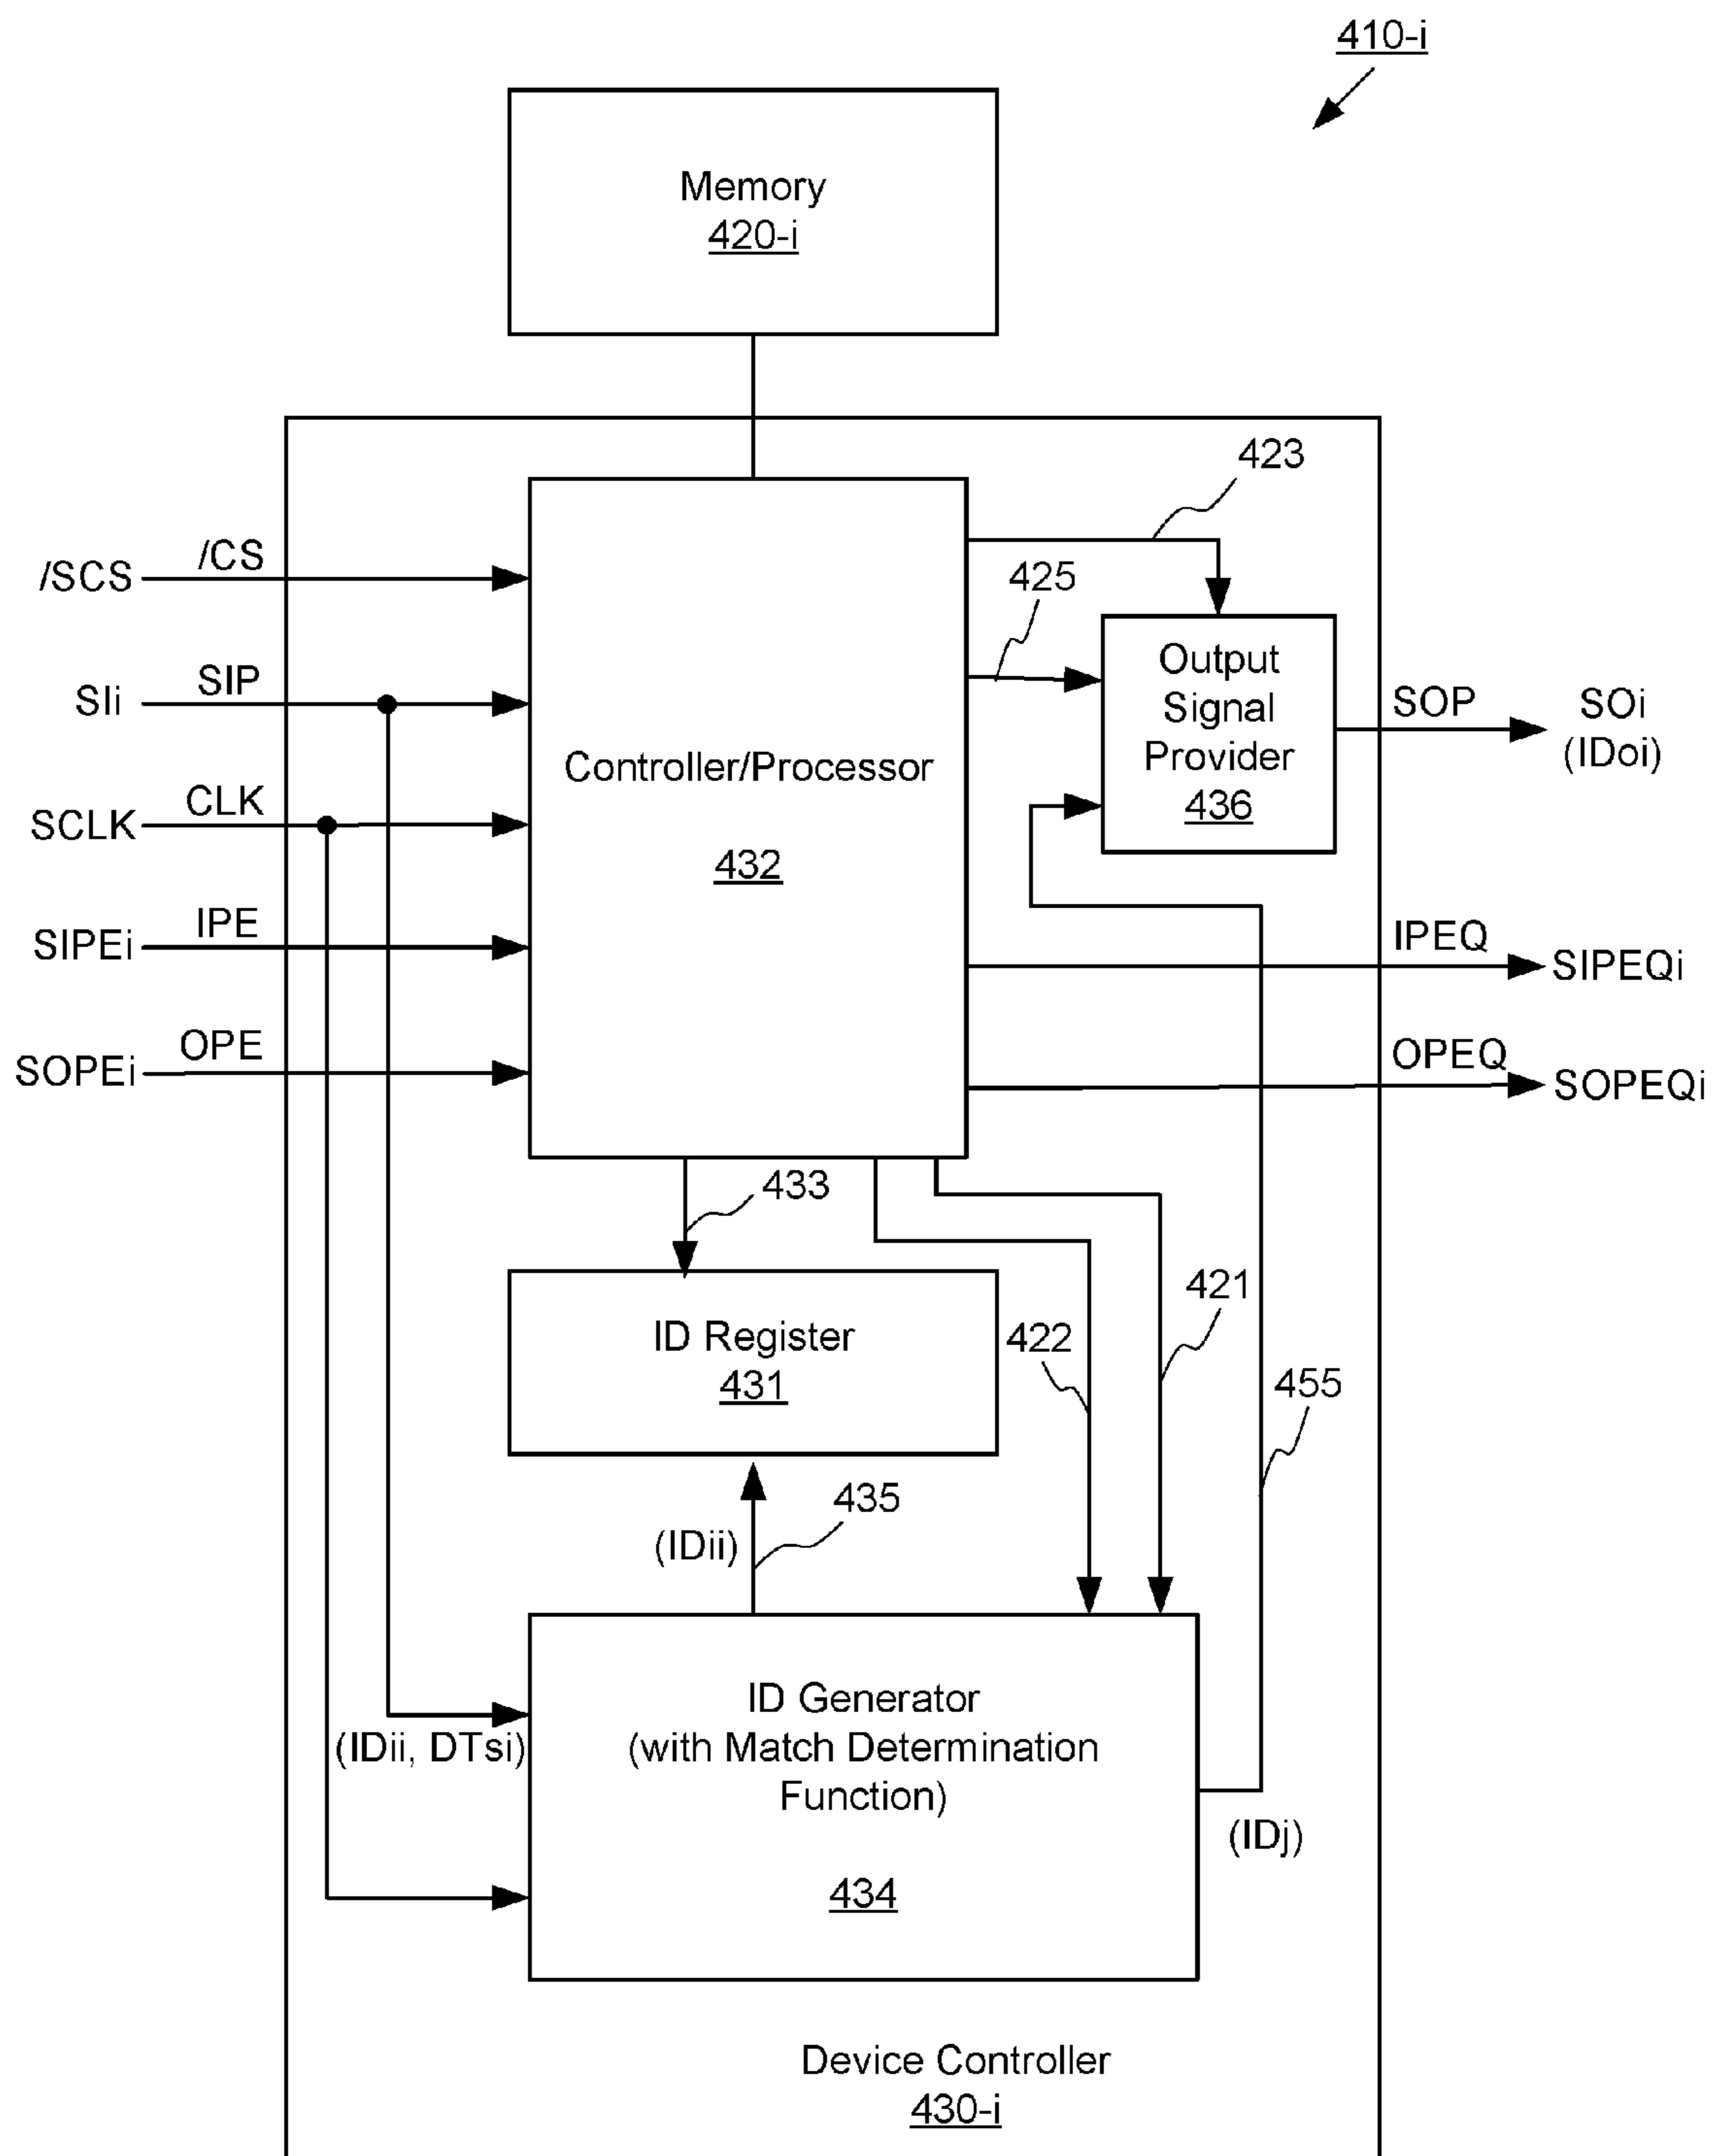 410-i
Memory
420-i
423
425
/SCS
/CS
SIi
SIP
SCLK
CLK
SIPEi
IPE
SOPEi
OPE
Controller/Processor
432
Output
Signal
Provider
436
SOP
SOi
(IDoi)
IPEQ
SIPEQi
OPEQ
SOPEQi
433
ID Register
431
422
421
455
435
(IDii)
(IDii, DTsi)
ID Generator
(with Match Determination
Function)
434
(IDj)
Device Controller
430-i